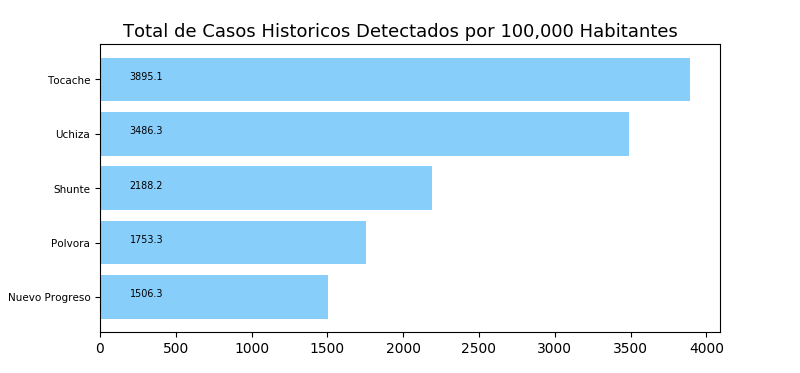 Total de Casos Historicos Detectados por 100,000 Habitantes
Tocache 3895.1
Uchiza 3486.3
Shunte 2188.2
Polvora 1753.3
Nuevo Progreso 1506.3
0 500 1000 1500 2000 2500 3000 3500 4000